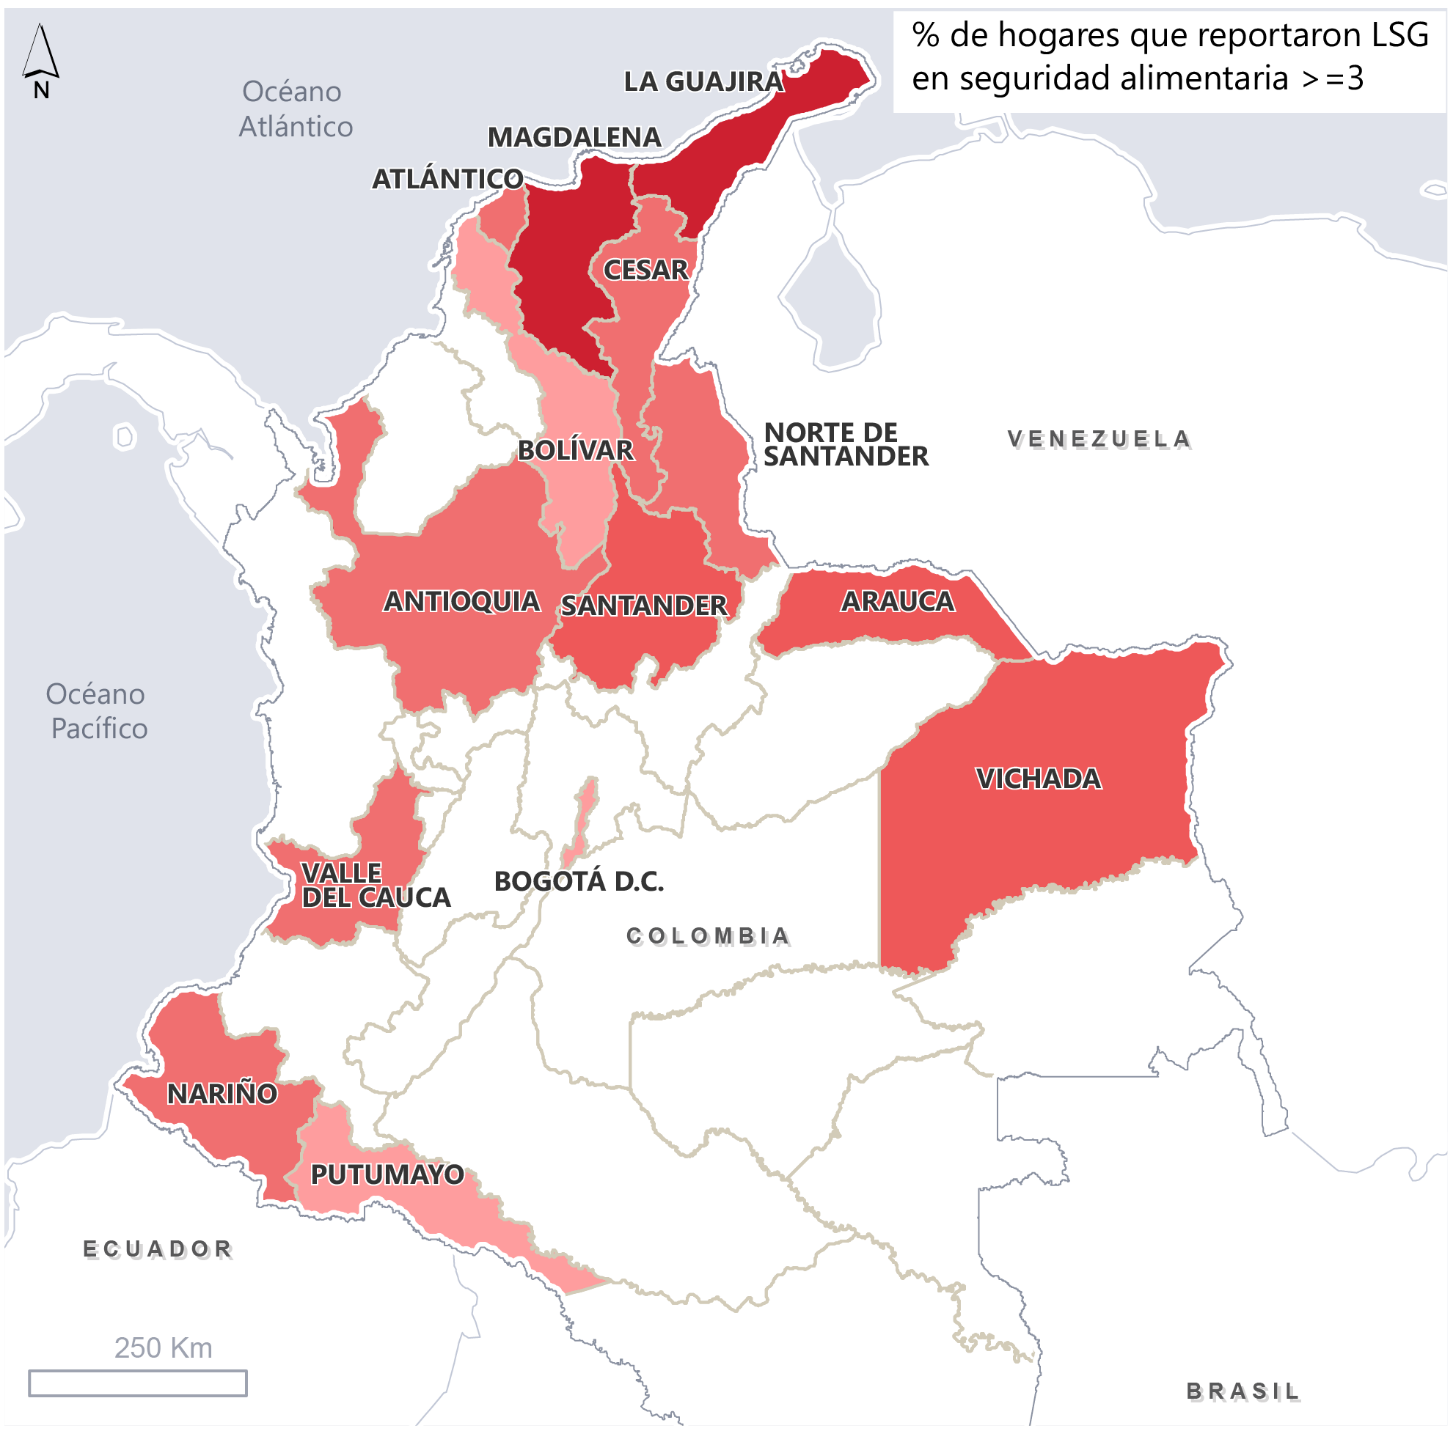 % de hogares que reportaron LSG
en seguridad alimentaria >=3
N
Océano
Atlántico
LA GUAJIRA
MAGDALENA
ATLÁNTICO
CESAR
BOLÍVAR
NORTE DE
SANTANDER
VENEZUELA
ANTIOQUIA
SANTANDER
ARAUCA
Océano
Pacífico
VICHADA
VALLE
DEL CAUCA
BOGOTÁ D.C.
COLOMBIA
NARIÑO
PUTUMAYO
ECUADOR
250 Km
BRASIL